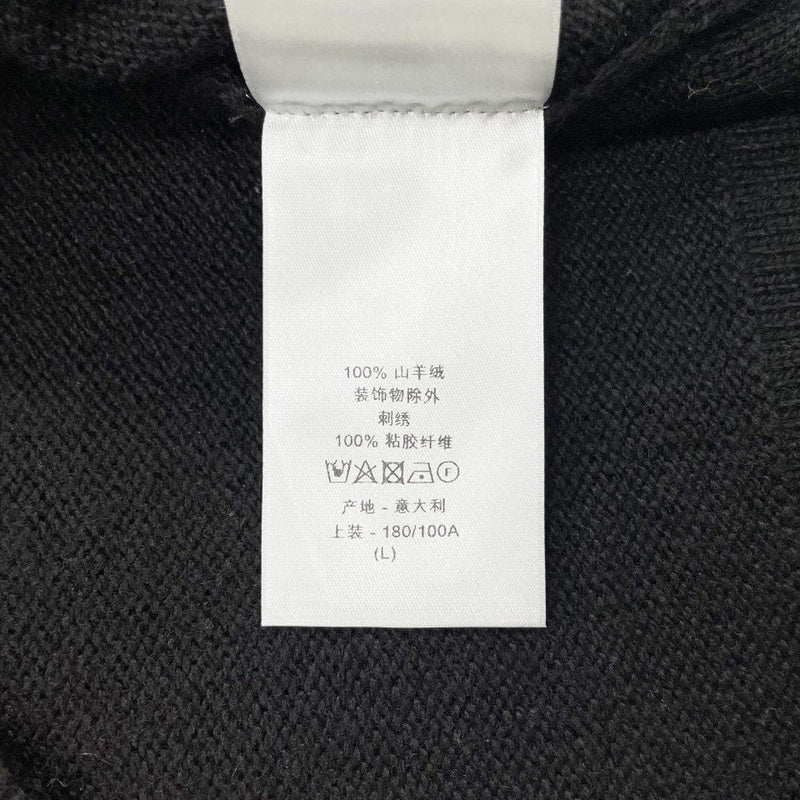 100% 山羊绒
装饰物除外
刺绣
100% 粘胶纤维
F
产地 - 意大利
上装 - 180/100A
(L)